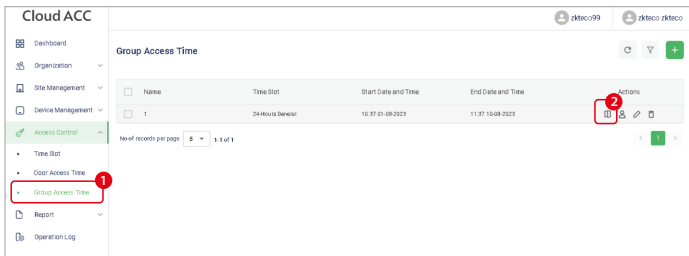 Cloud ACC
zkteco99
zkteco zkteco
Dashboard
Organization
Site Management
Device Management
Access Control
Time Slot
Door Access Time
Group Access Time
1
Report
Operation Log
Group Access Time
Name Time Slot Start Date and Time End Date and Time Actions
2
1 24-Hours General 10:37 01-08-2023 11:37 10-08-2023
No of records per page 5 1-1 of 1
1